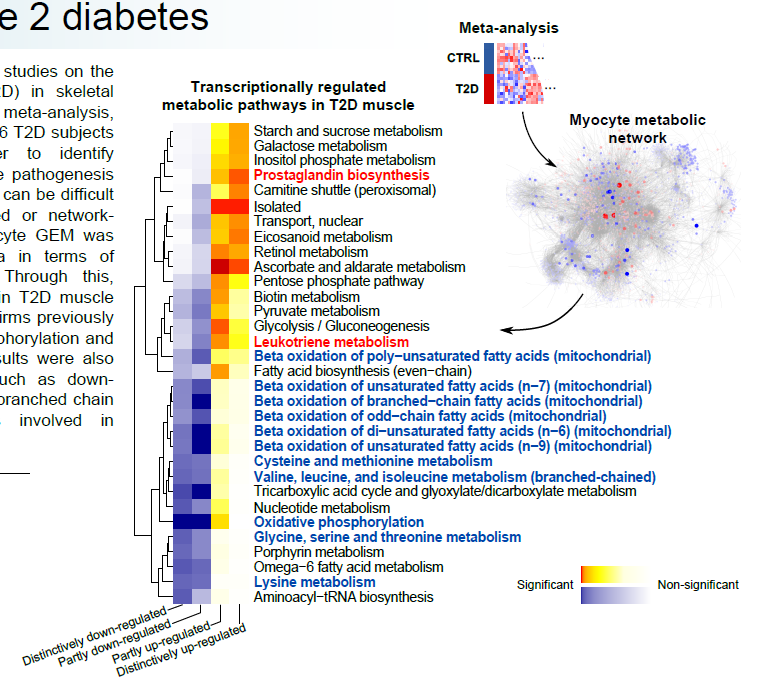 e 2 diabetes
studies on the
D) in skeletal
meta-analysis,
6 T2D subjects
er to identify
e pathogenesis
can be difficult
ed or network-
cyte GEM was
a in terms of
Through this,
in T2D muscle
irms previously
phorylation and
sults were also
uch as down-
branched chain
involved in
Meta-analysis
CTRL
T2D
Transcriptionally regulated
metabolic pathways in T2D muscle
Myocyte metabolic
network
Starch and sucrose metabolism
Galactose metabolism
Inositol phosphate metabolism
Prostaglandin biosynthesis
Carnitine shuttle (peroxisomal)
Isolated
Transport, nuclear
Eicosanoid metabolism
Retinol metabolism
Ascorbate and aldarate metabolism
Pentose phosphate pathway
Biotin metabolism
Pyruvate metabolism
Glycolysis / Gluconeogenesis
Leukotriene metabolism
Beta oxidation of poly−unsaturated fatty acids (mitochondrial)
Fatty acid biosynthesis (even−chain)
Beta oxidation of unsaturated fatty acids (n−7) (mitochondrial)
Beta oxidation of branched−chain fatty acids (mitochondrial)
Beta oxidation of odd−chain fatty acids (mitochondrial)
Beta oxidation of di−unsaturated fatty acids (n−6) (mitochondrial)
Beta oxidation of unsaturated fatty acids (n−9) (mitochondrial)
Cysteine and methionine metabolism
Valine, leucine, and isoleucine metabolism (branched-chained)
Tricarboxylic acid cycle and glyoxylate/dicarboxylate metabolism
Nucleotide metabolism
Oxidative phosphorylation
Glycine, serine and threonine metabolism
Porphyrin metabolism
Omega−6 fatty acid metabolism
Lysine metabolism
Aminoacyl−tRNA biosynthesis
Significant
Non-significant
Distinctively down-regulated
Partly down-regulated
Partly up-regulated
Distinctively up-regulated